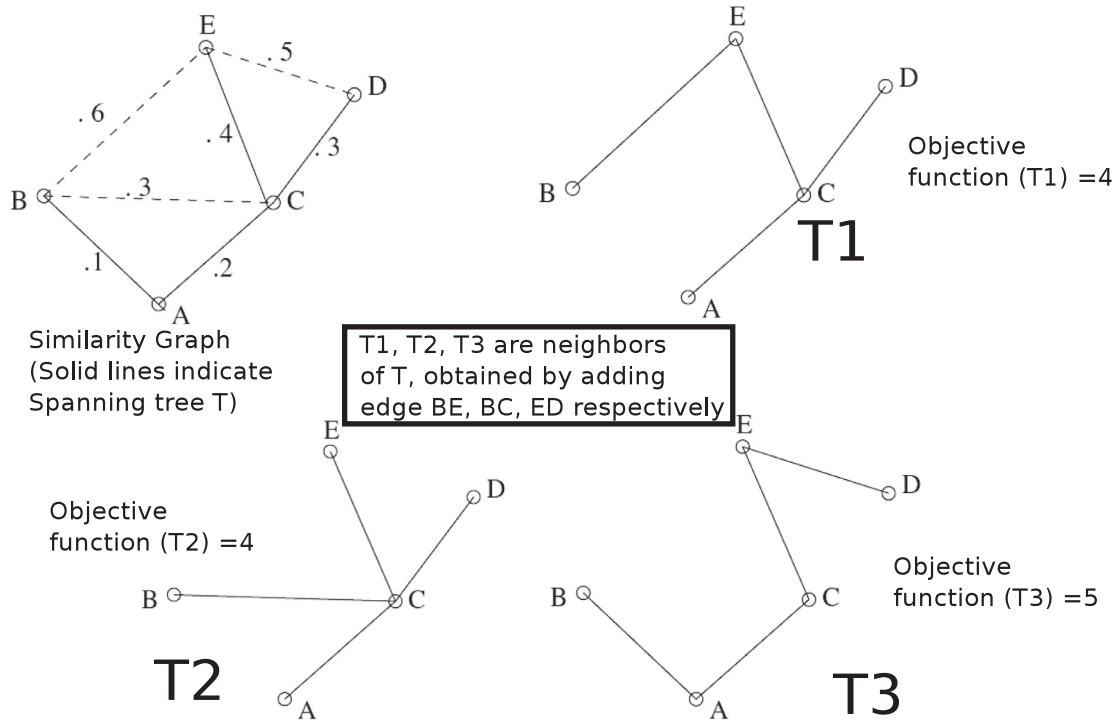 E
. 5
D
. 6
. 4
. 3
B
. 3
C
.1
.2
A
Similarity Graph
(Solid lines indicate
Spanning tree T)
E
D
Objective
function (T1) =4
B
C
T1
A
T1, T2, T3 are neighbors
of T, obtained by adding
edge BE, BC, ED respectively
E
D
Objective
function (T2) =4
B
C
T2
A
E
D
Objective
function (T3) =5
B
C
T3
A